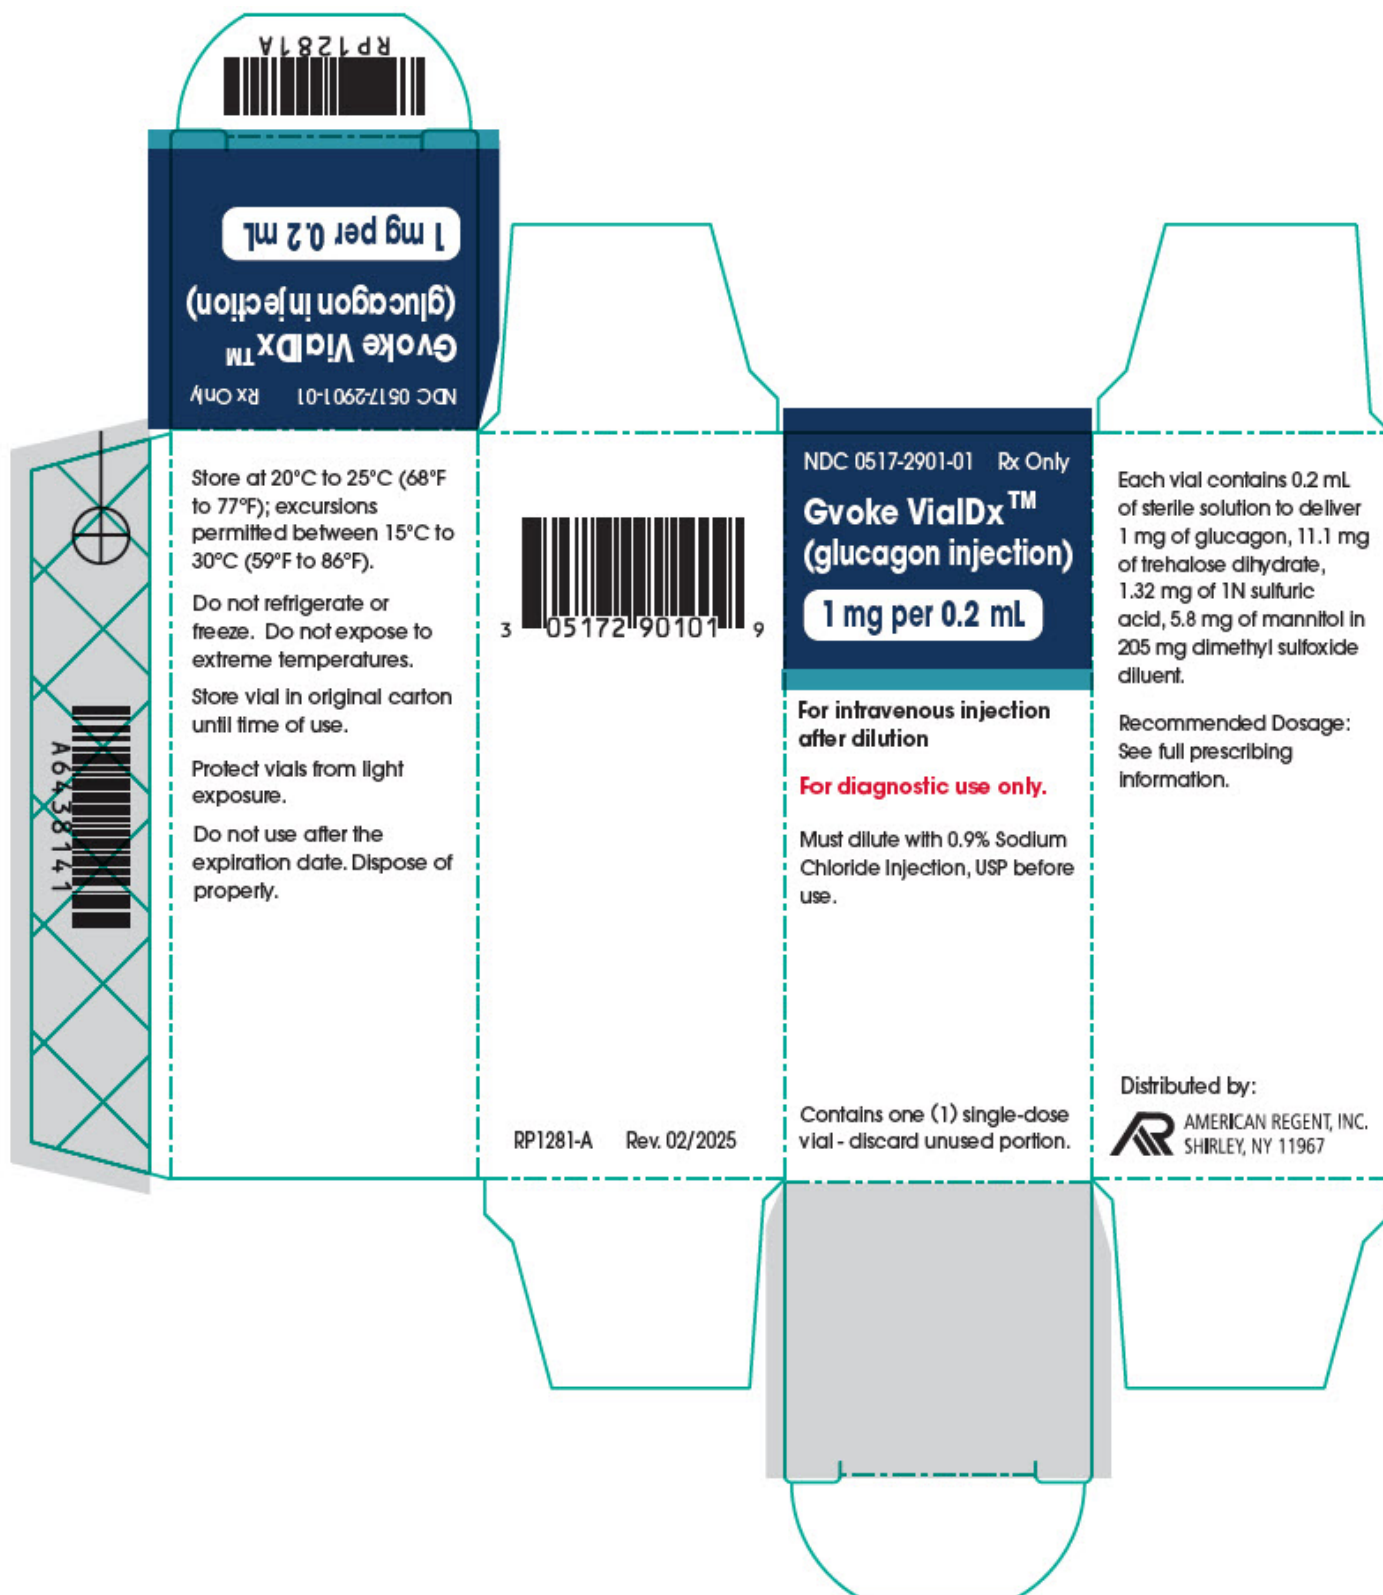 RP1281A
NDC 0517-2901-01 Rx Only
Gvoke VialDx™
(glucagon injection)
1 mg per 0.2 mL
Store at 20°C to 25°C (68°F
to 77°F); excursions
permitted between 15°C to
30°C (59°F to 86°F).
Do not refrigerate or
freeze. Do not expose to
extreme temperatures.
Store vial in original carton
until time of use.
Protect vials from light
exposure.
Do not use after the
expiration date. Dispose of
properly.
A6438141
3 05172 90101 9
RP1281-A Rev. 02/2025
NDC 0517-2901-01 Rx Only
Gvoke VialDx™
(glucagon injection)
1 mg per 0.2 mL
For intravenous injection
after dilution
For diagnostic use only.
Must dilute with 0.9% Sodium
Chloride Injection, USP before
use.
Contains one (1) single-dose
vial - discard unused portion.
Each vial contains 0.2 mL
of sterile solution to deliver
1 mg of glucagon, 11.1 mg
of trehalose dihydrate,
1.32 mg of 1N sulfuric
acid, 5.8 mg of mannitol in
205 mg dimethyl sulfoxide
diluent.
Recommended Dosage:
See full prescribing
information.
Distributed by:
AR AMERICAN REGENT, INC.
SHIRLEY, NY 11967